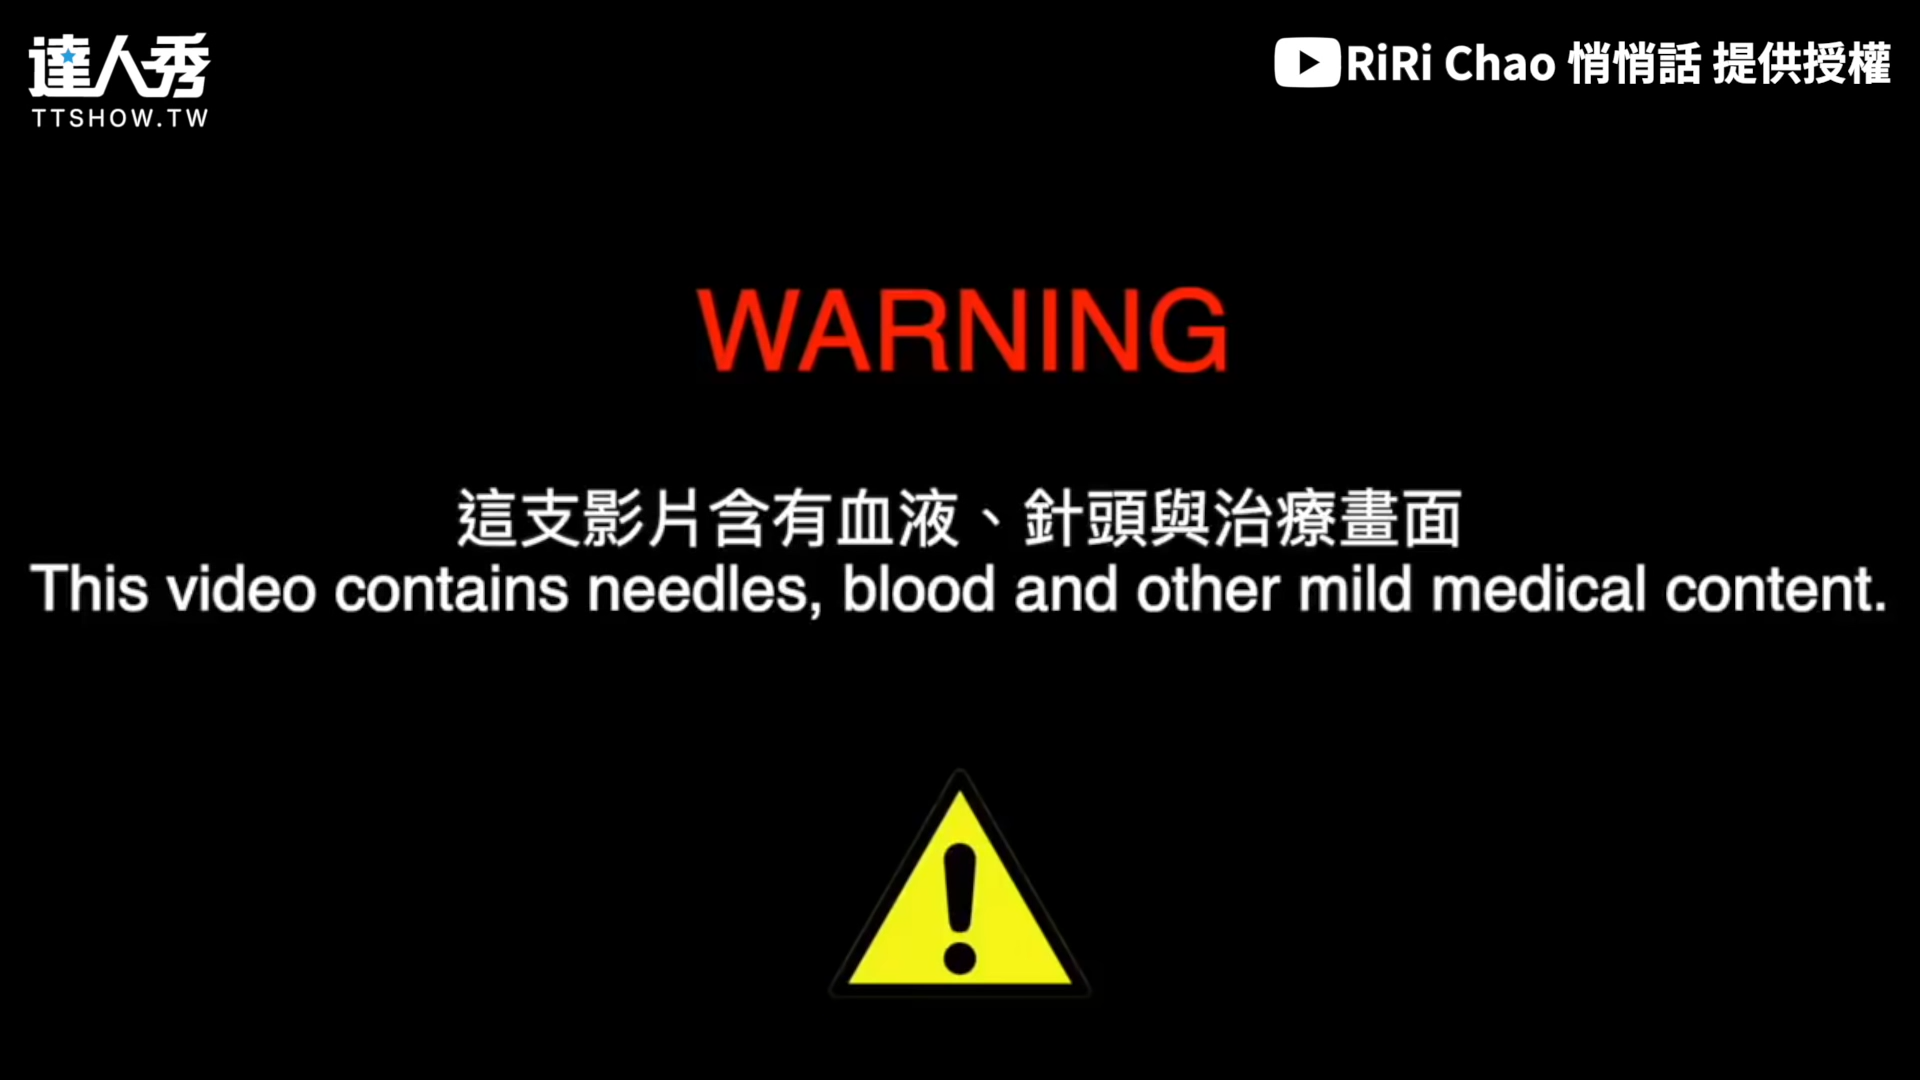 達人秀
TTSHOW.TW
RiRi Chao 悄悄話 提供授權
WARNING
這支影片含有血液、針頭與治療畫面
This video contains needles, blood and other mild medical content.